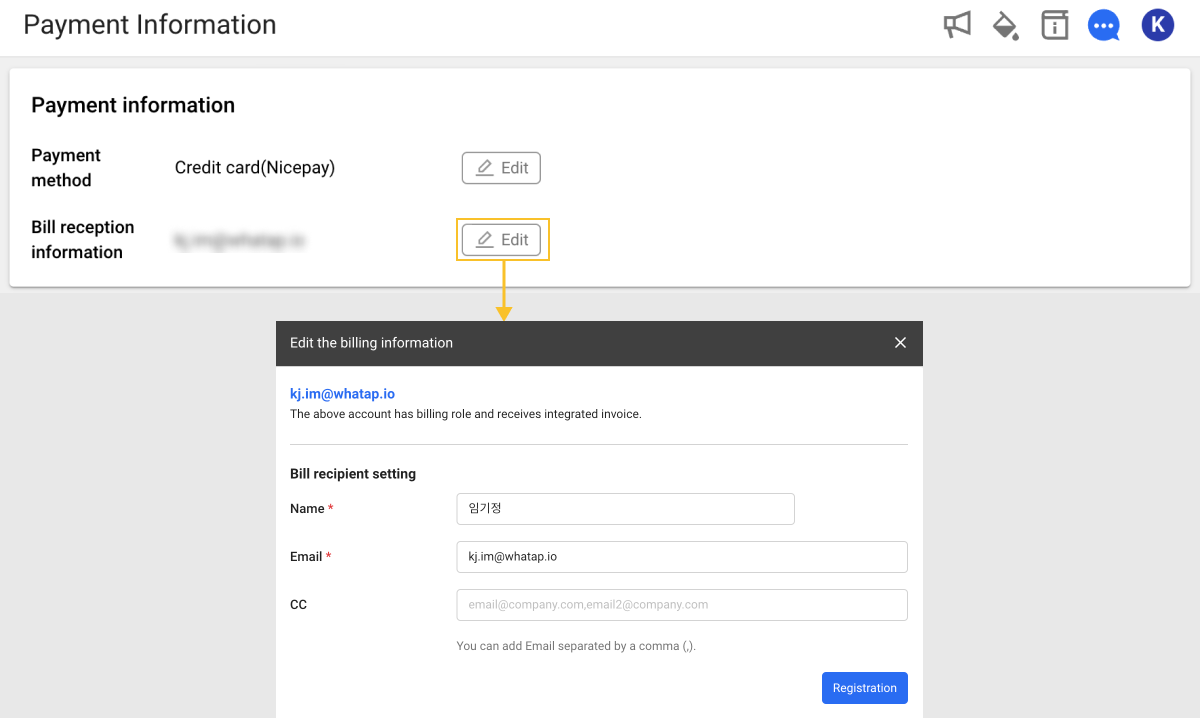 Payment Information
K
Payment information
Payment method
Credit card(Nicepay)
Edit
Bill reception information
Edit
Edit the billing information
kj.im@whatap.io
The above account has billing role and receives integrated invoice.
Bill recipient setting
Name *
임기정
Email *
kj.im@whatap.io
CC
email@company.com,email2@company.com
You can add Email separated by a comma (,).
Registration